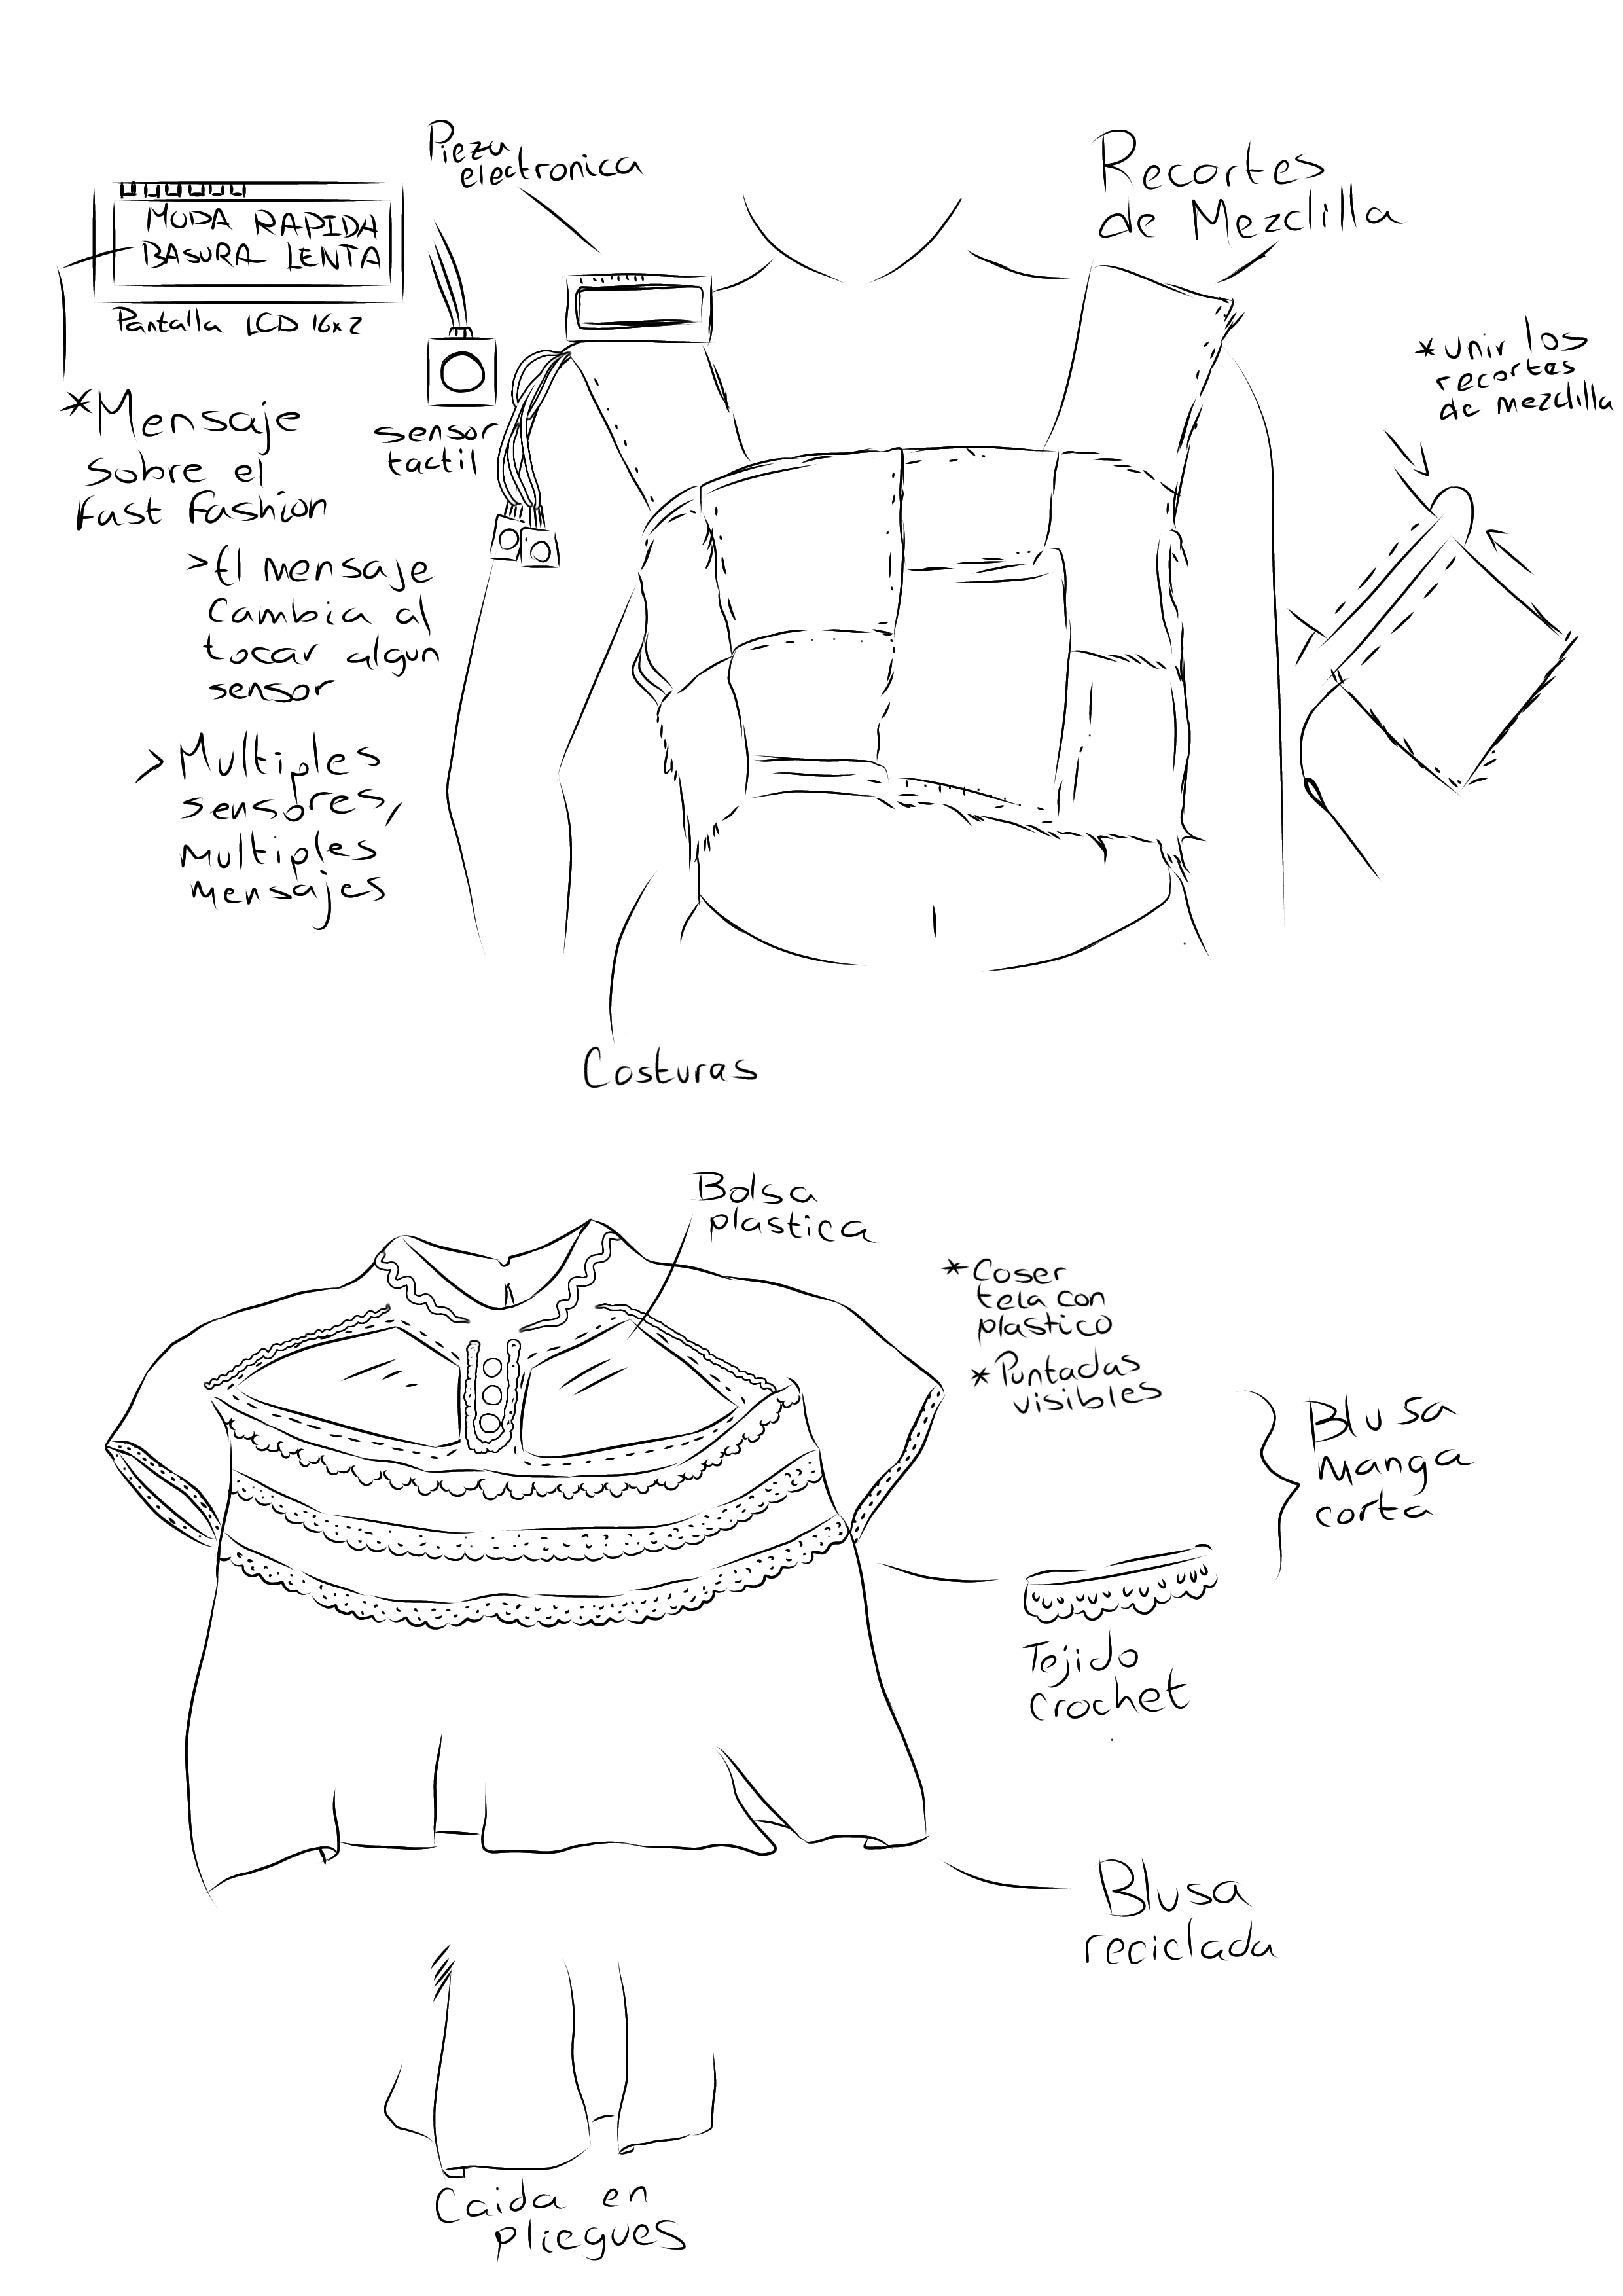 Pieza
electronica
Recortes
de Mezclilla
MODA RAPIDA
BASURA LENTA
Pantalla LCD 16x2
sensor
tactil
*Mensaje
sobre el
fast fashion
>El mensaje
cambia al
tocar algun
sensor
>Multiples
sensores,
Multiples
mensajes
*unir los
recortes
de mezclilla
Costuras
Bolsa
plastica
*Coser
tela con
plastico
*Puntadas
visibles
Blusa
manga
corta
Tejido
crochet
Blusa
reciclada
Caida en
pliegues